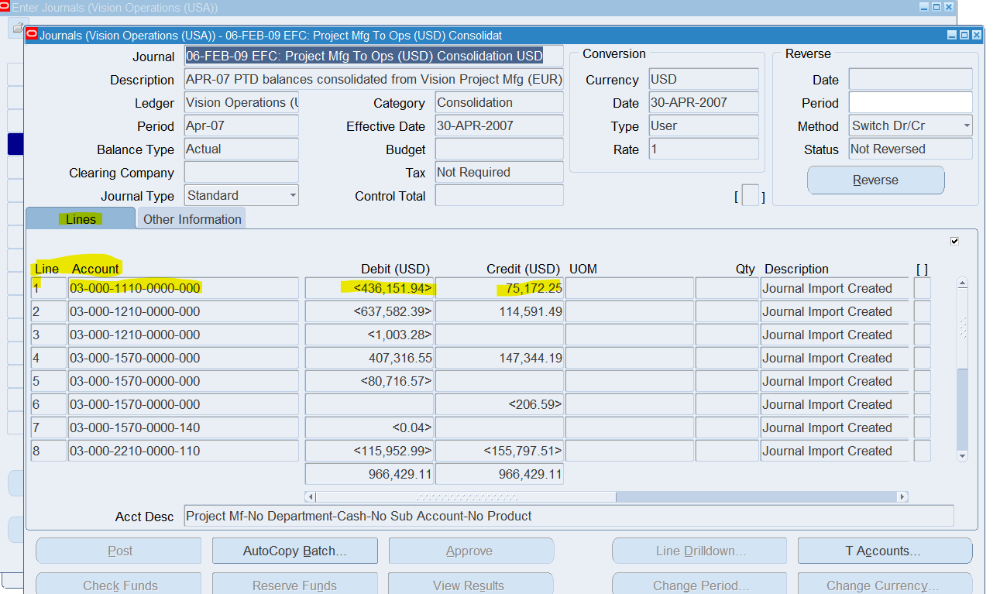 Enter Journals (Vision Operations (USA))
Journals (Vision Operations (USA)) - 06-FEB-09 EFC: Project Mfg To Ops (USD) Consolidat
Journal 06-FEB-09 EFC: Project Mfg To Ops (USD) Consolidation USD
Description APR-07 PTD balances consolidated from Vision Project Mfg (EUR)
Ledger Vision Operations (U Category Consolidation
Period Apr-07 Effective Date 30-APR-2007
Balance Type Actual Budget
Clearing Company Tax Not Required
Journal Type Standard Control Total
Conversion
Currency USD
Date 30-APR-2007
Type User
Rate 1
Reverse
Date
Period
Method Switch Dr/Cr
Status Not Reversed
Reverse
[ ]
Lines Other Information
Line Account Debit (USD) Credit (USD) UOM Qty Description [ ]
1 03-000-1110-0000-000 <436,151.94> 75,172.25 Journal Import Created
2 03-000-1210-0000-000 <637,582.39> 114,591.49 Journal Import Created
3 03-000-1210-0000-000 <1,003.28> Journal Import Created
4 03-000-1570-0000-000 407,316.55 147,344.19 Journal Import Created
5 03-000-1570-0000-000 <80,716.57> Journal Import Created
6 03-000-1570-0000-000 <206.59> Journal Import Created
7 03-000-1570-0000-140 <0.04> Journal Import Created
8 03-000-2210-0000-110 <115,952.99> <155,797.51> Journal Import Created
966,429.11 966,429.11
Acct Desc Project Mf-No Department-Cash-No Sub Account-No Product
Post AutoCopy Batch... Approve Line Drilldown... T Accounts...
Check Funds Reserve Funds View Results Change Period... Change Currency...